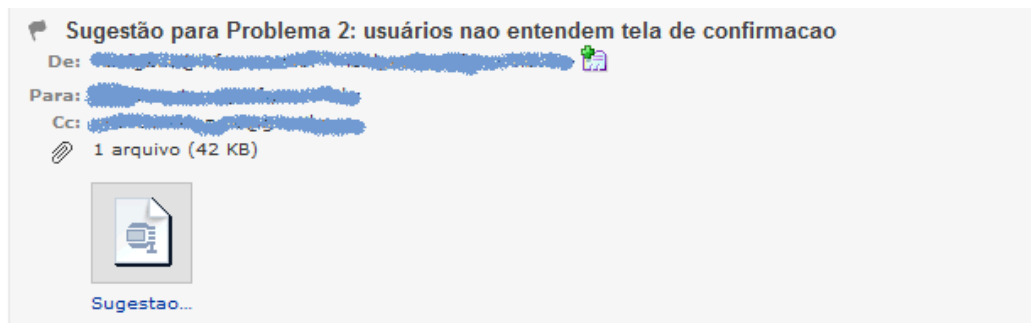 Sugestão para Problema 2: usuários nao entendem tela de confirmacao
De:
Para:
Cc:
1 arquivo (42 KB)
Sugestao...